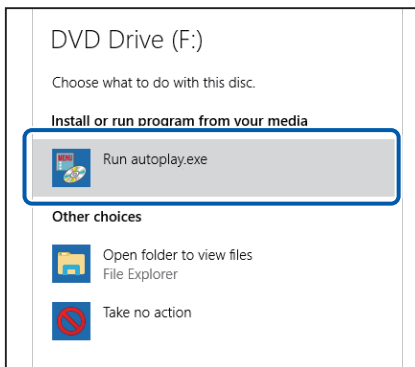 DVD Drive (F:)
Choose what to do with this disc.
Install or run program from your media
MENU
Run autoplay.exe
Other choices
Open folder to view files
File Explorer
Take no action